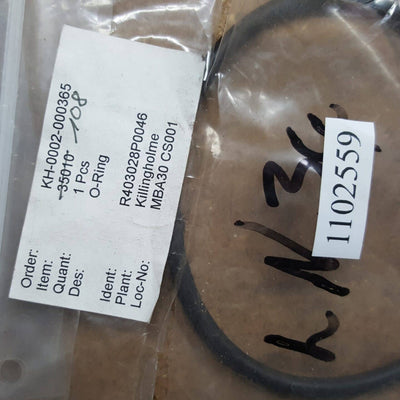 Order: KH-0002-000365
Item: 35010 108
Quant: 1 Pcs
Des: O-Ring
Ident: R403028P0046
Plant: Killingholme
Loc-No: MBA30 CS001
1102559